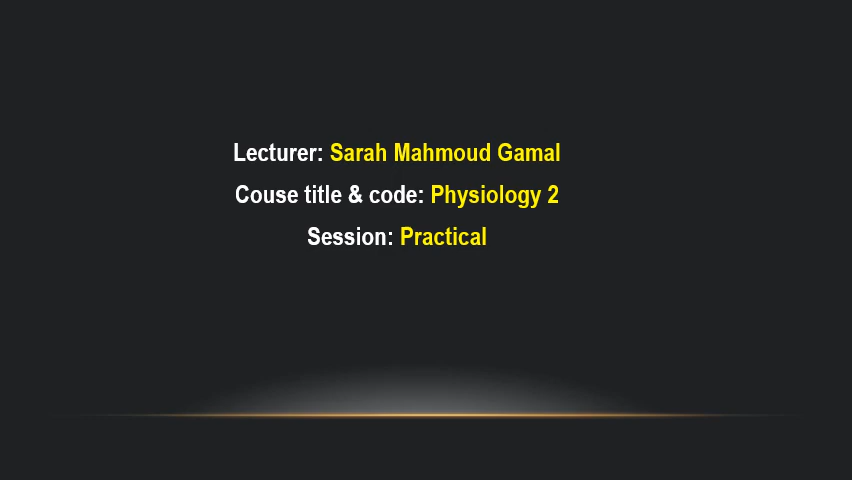 Lecturer: Sarah Mahmoud Gamal
Couse title & code: Physiology 2
Session: Practical